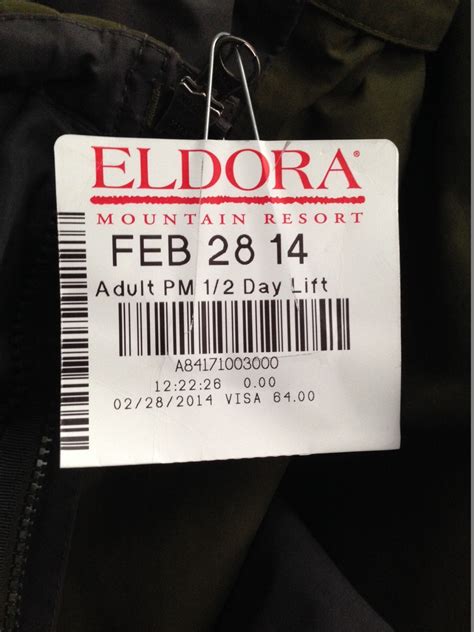 ELDORA®
MOUNTAIN RESORT
FEB 28 14
Adult PM 1/2 Day Lift
A84171003000
12:22:26 0.00
02/28/2014 VISA 64.00